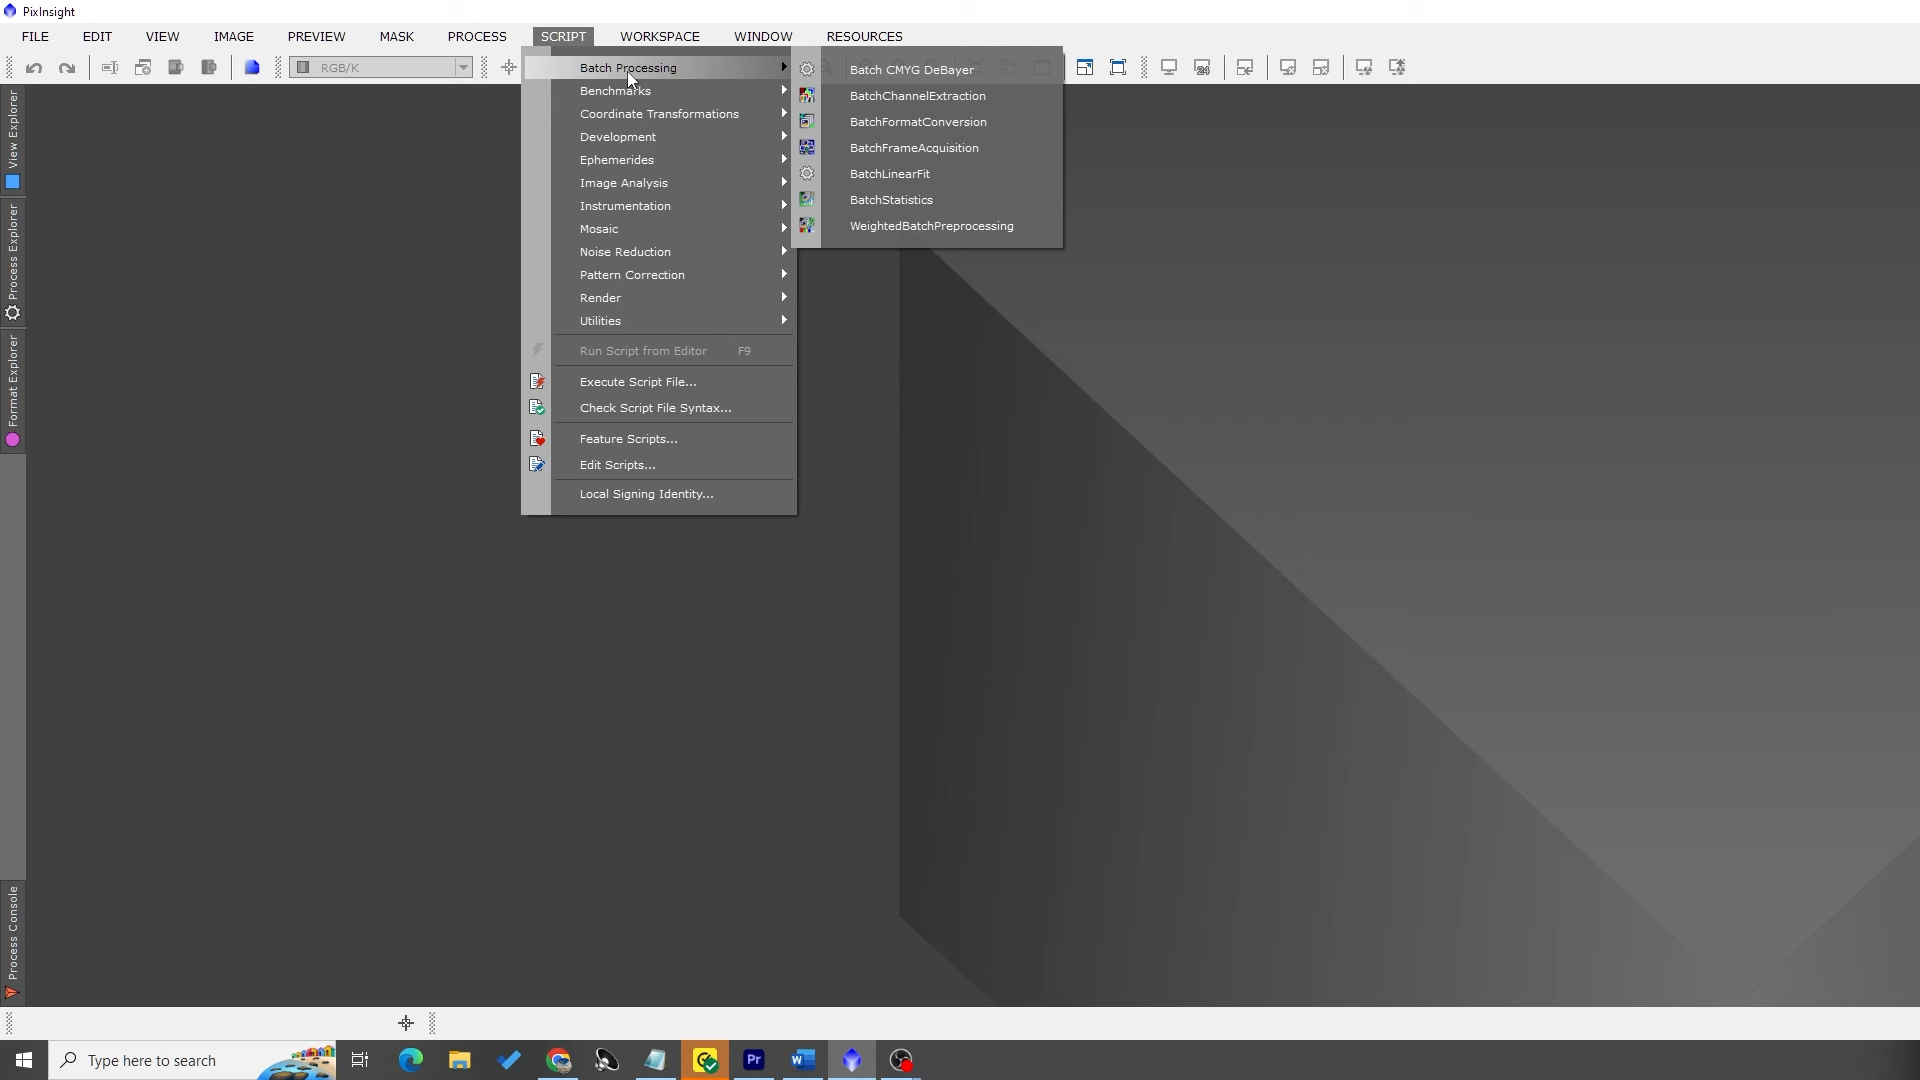 PixInsight
FILE EDIT VIEW IMAGE PREVIEW MASK PROCESS SCRIPT WORKSPACE WINDOW RESOURCES
RGB/K
24
View Explorer
Process Explorer
Format Explorer
Process Console
Batch Processing
Benchmarks
Coordinate Transformations
Development
Ephemerides
Image Analysis
Instrumentation
Mosaic
Noise Reduction
Pattern Correction
Render
Utilities
Run Script from Editor F9
Execute Script File...
Check Script File Syntax...
Feature Scripts...
Edit Scripts...
Local Signing Identity...
Batch CMYG DeBayer
BatchChannelExtraction
BatchFormatConversion
BatchFrameAcquisition
BatchLinearFit
BatchStatistics
WeightedBatchPreprocessing
Type here to search
Pr
W